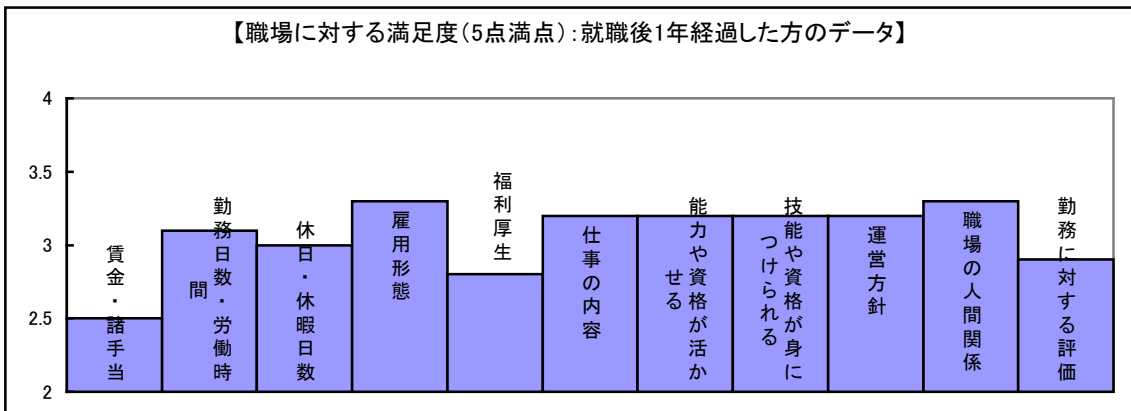 【職場に対する満足度(5点満点):就職後1年経過した方のデータ】
4
3.5
3
2.5
2
賃金・諸手当
勤務日数・労働時
間
休日・休暇日数
雇用形態
福利厚生
仕事の内容
能力や資格が活か
せる
技能や資格が身に
つけられる
運営方針
職場の人間関係
勤務に対する評価